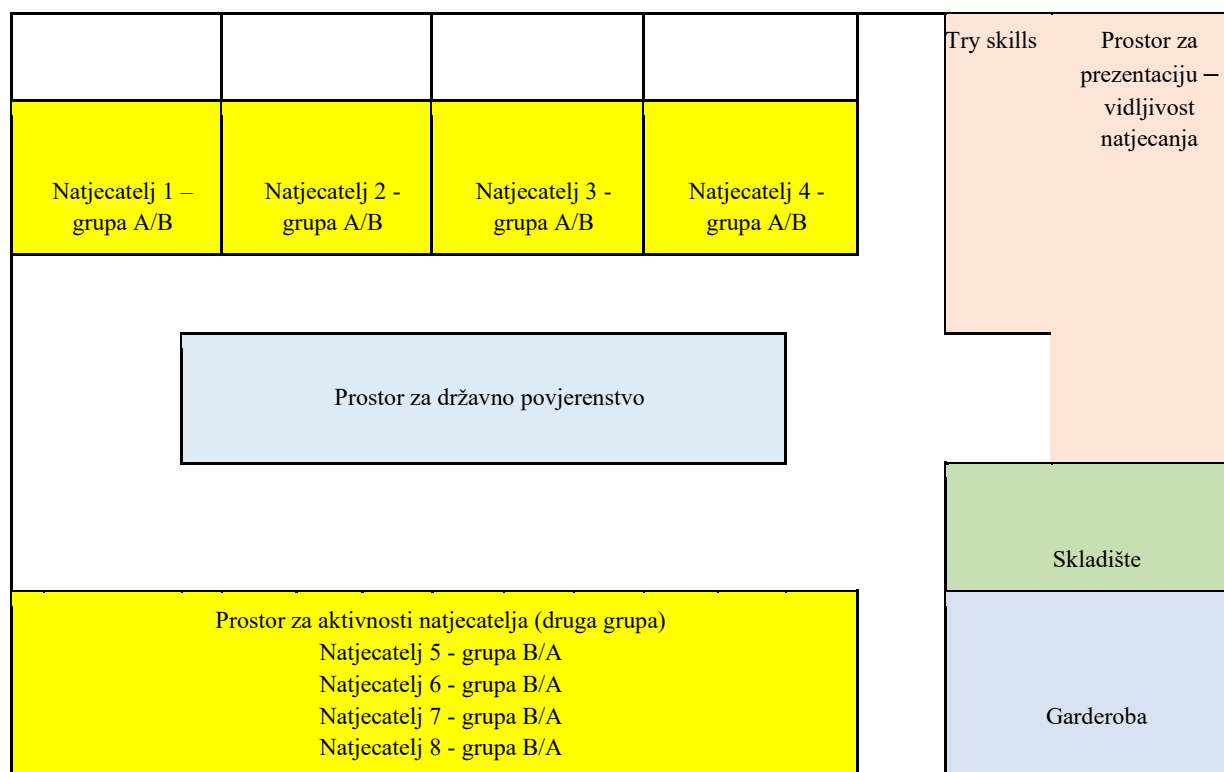 Try skills
Prostor za
prezentaciju –
vidljivost
natjecanja
Natjecatelj 1 –
grupa A/B
Natjecatelj 2 -
grupa A/B
Natjecatelj 3 -
grupa A/B
Natjecatelj 4 -
grupa A/B
Prostor za državno povjerenstvo
Skladište
Prostor za aktivnosti natjecatelja (druga grupa)
Natjecatelj 5 - grupa B/A
Natjecatelj 6 - grupa B/A
Natjecatelj 7 - grupa B/A
Natjecatelj 8 - grupa B/A
Garderoba